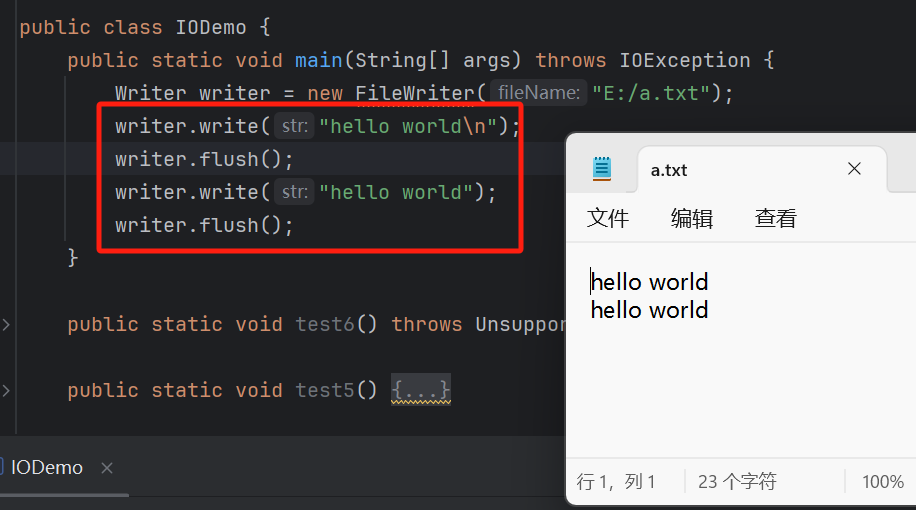 public class IODemo {
public static void main(String[] args) throws IOException {
Writer writer = new FileWriter( fileName: "E:/a.txt");
writer.write( str: "hello world\n");
writer.flush();
writer.write( str: "hello world");
writer.flush();
}
public static void test6() throws Unsuppor
public static void test5() {...}
IODemo ×
a.txt
文件 编辑 查看
hello world
hello world
行 1，列 1 23 个字符 100%